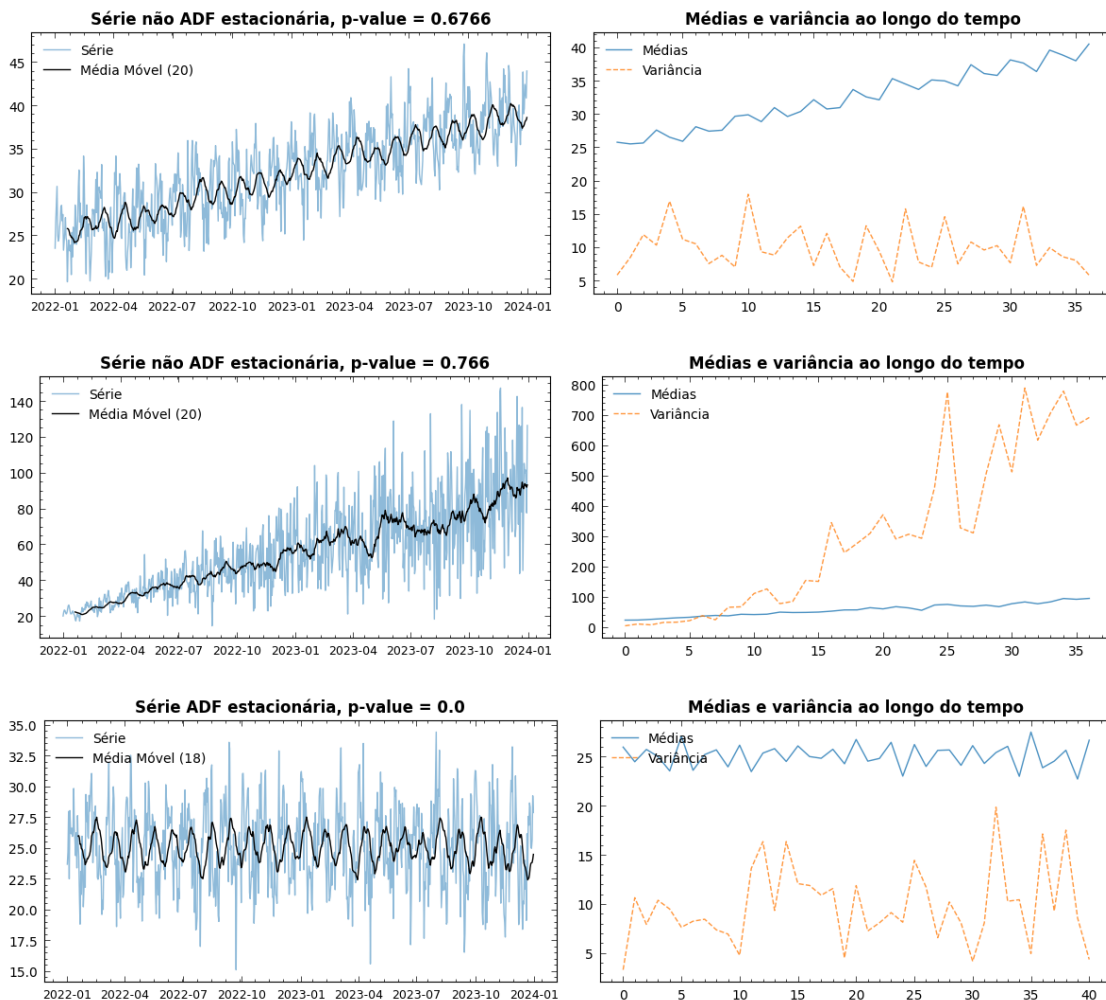 Série não ADF estacionária, p-value = 0.6766
Série
Média Móvel (20)
45
40
35
30
25
20
2022-01 2022-04 2022-07 2022-10 2023-01 2023-04 2023-07 2023-10 2024-01
Médias e variância ao longo do tempo
Médias
Variância
40
35
30
25
20
15
10
5
0 5 10 15 20 25 30 35
Série não ADF estacionária, p-value = 0.766
Série
Média Móvel (20)
140
120
100
80
60
40
20
2022-01 2022-04 2022-07 2022-10 2023-01 2023-04 2023-07 2023-10 2024-01
Médias e variância ao longo do tempo
Médias
Variância
800
700
600
500
400
300
200
100
0
0 5 10 15 20 25 30 35
Série ADF estacionária, p-value = 0.0
Série
Média Móvel (18)
35.0
32.5
30.0
27.5
25.0
22.5
20.0
17.5
15.0
2022-01 2022-04 2022-07 2022-10 2023-01 2023-04 2023-07 2023-10 2024-01
Médias e variância ao longo do tempo
Médias
Variância
25
20
15
10
5
0 5 10 15 20 25 30 35 40